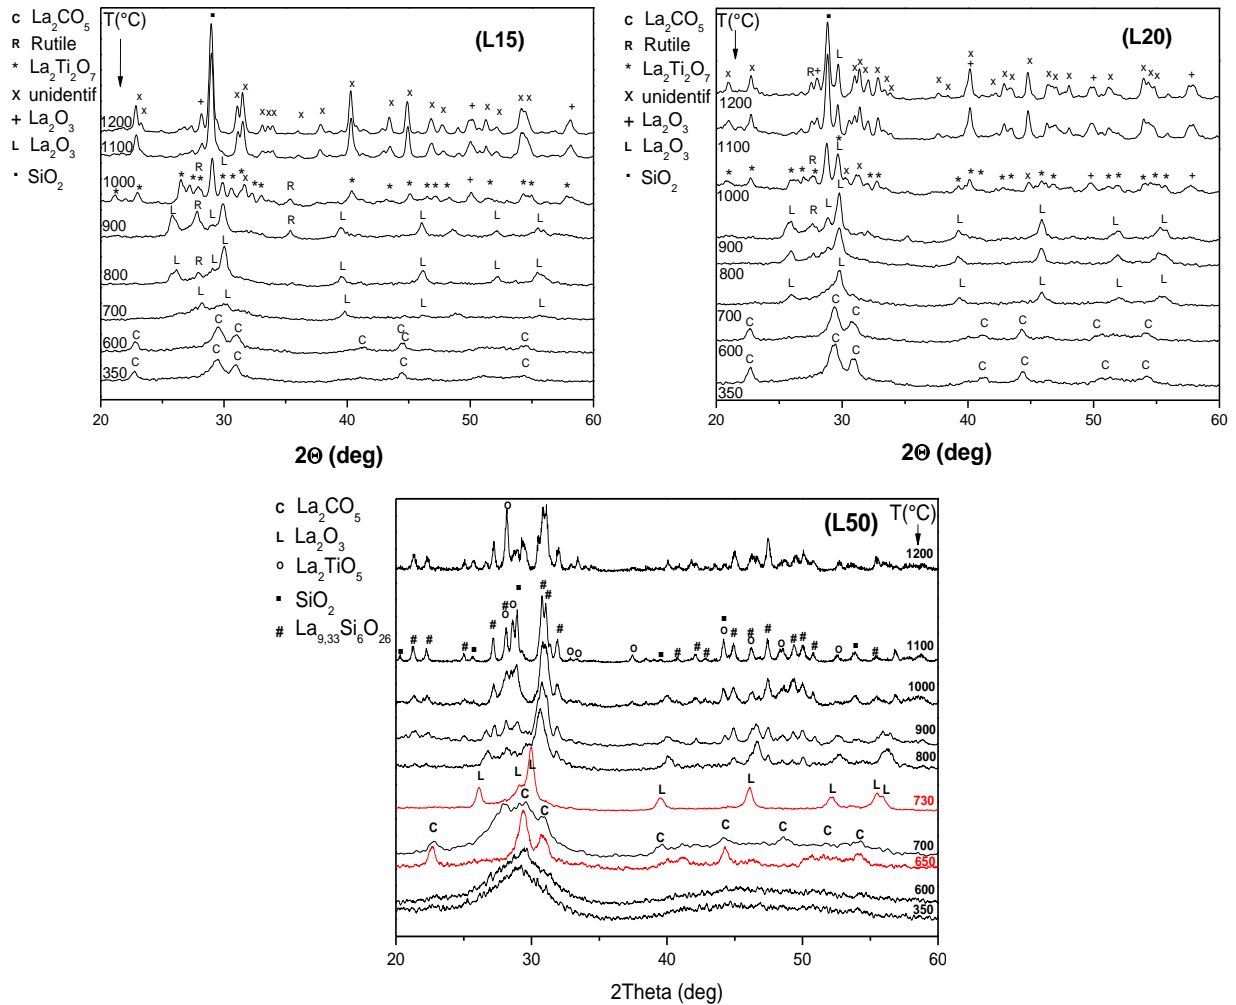 C La₂CO₅
R Rutile
* La₂Ti₂O₇
x unidentif
+ La₂O₃
L La₂O₃
▪ SiO₂
T(°C)
(L15)
1200
1100
1000
900
800
700
600
350
20 30 40 50 60
2Θ (deg)
C La₂CO₅
R Rutile
* La₂Ti₂O₇
x unidentif
+ La₂O₃
L La₂O₃
▪ SiO₂
T(°C)
(L20)
1200
1100
1000
900
800
700
600
350
20 30 40 50 60
2Θ (deg)
C La₂CO₅
L La₂O₃
o La₂TiO₅
▪ SiO₂
# La₉,₃₃Si₆O₂₆
(L50)
T(°C)
1200
1100
1000
900
800
730
700
650
600
350
20 30 40 50 60
2Theta (deg)